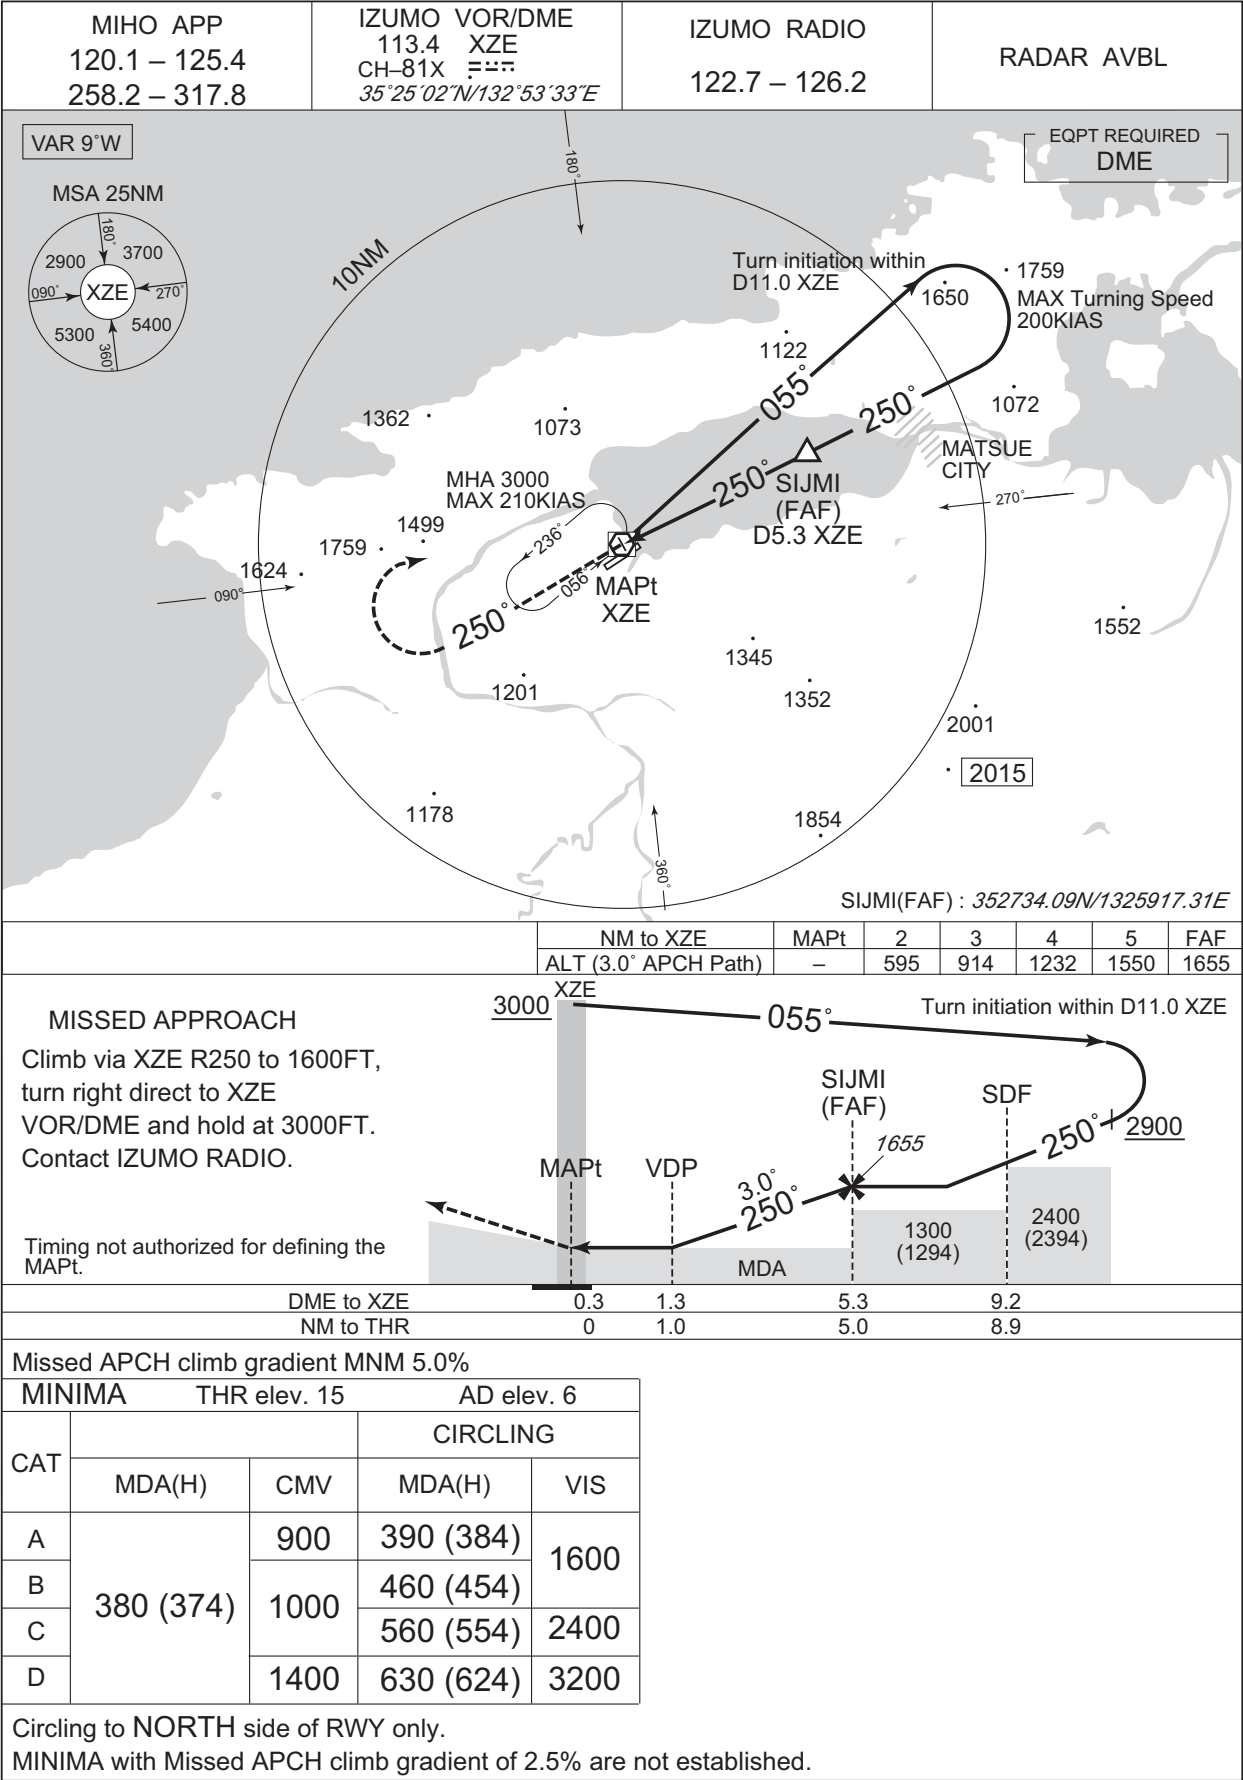 MIHO APP
120.1 – 125.4
258.2 – 317.8
IZUMO VOR/DME
113.4 XZE
CH–81X
35°25´02˝N/132°53´33˝E
IZUMO RADIO
122.7 – 126.2
RADAR AVBL
VAR 9˚W
EQPT REQUIRED
DME
MSA 25NM
180˚
2900
3700
090˚
XZE
270˚
5300
5400
360˚
180˚
10NM
Turn initiation within
D11.0 XZE
1650
1759
MAX Turning Speed
200KIAS
1122
055˚
250˚
1072
1362
1073
MATSUE
CITY
250˚
SIJMI
(FAF)
D5.3 XZE
MHA 3000
MAX 210KIAS
270˚
1499
1759
236˚
1624
090˚
056˚
MAPt
XZE
250˚
1552
1345
1352
1201
2001
2015
1178
1854
360˚
SIJMI(FAF) : 352734.09N/1325917.31E
NM to XZE MAPt 2 3 4 5 FAF
ALT (3.0˚ APCH Path) – 595 914 1232 1550 1655
MISSED APPROACH
Climb via XZE R250 to 1600FT,
turn right direct to XZE
VOR/DME and hold at 3000FT.
Contact IZUMO RADIO.
Timing not authorized for defining the
MAPt.
XZE
3000
055˚
Turn initiation within D11.0 XZE
SIJMI
(FAF)
SDF
250˚
2900
1655
MAPt
VDP
3.0˚
250˚
1300
(1294)
2400
(2394)
MDA
DME to XZE 0.3 1.3 5.3 9.2
NM to THR 0 1.0 5.0 8.9
Missed APCH climb gradient MNM 5.0%
MINIMA THR elev. 15 AD elev. 6
CAT
CIRCLING
MDA(H) CMV MDA(H) VIS
A 900 390 (384)
1600
B 460 (454)
380 (374) 1000
C 560 (554) 2400
D 1400 630 (624) 3200
Circling to NORTH side of RWY only.
MINIMA with Missed APCH climb gradient of 2.5% are not established.